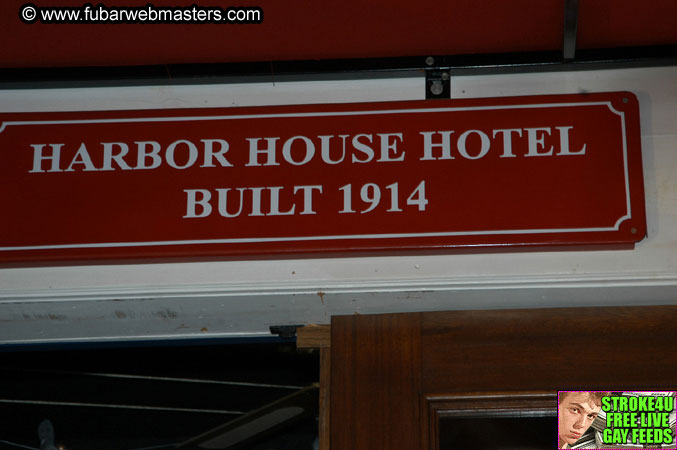 © www.fubarwebmasters.com
HARBOR HOUSE HOTEL
BUILT 1914
STROKE4U
FREE LIVE
GAY FEEDS